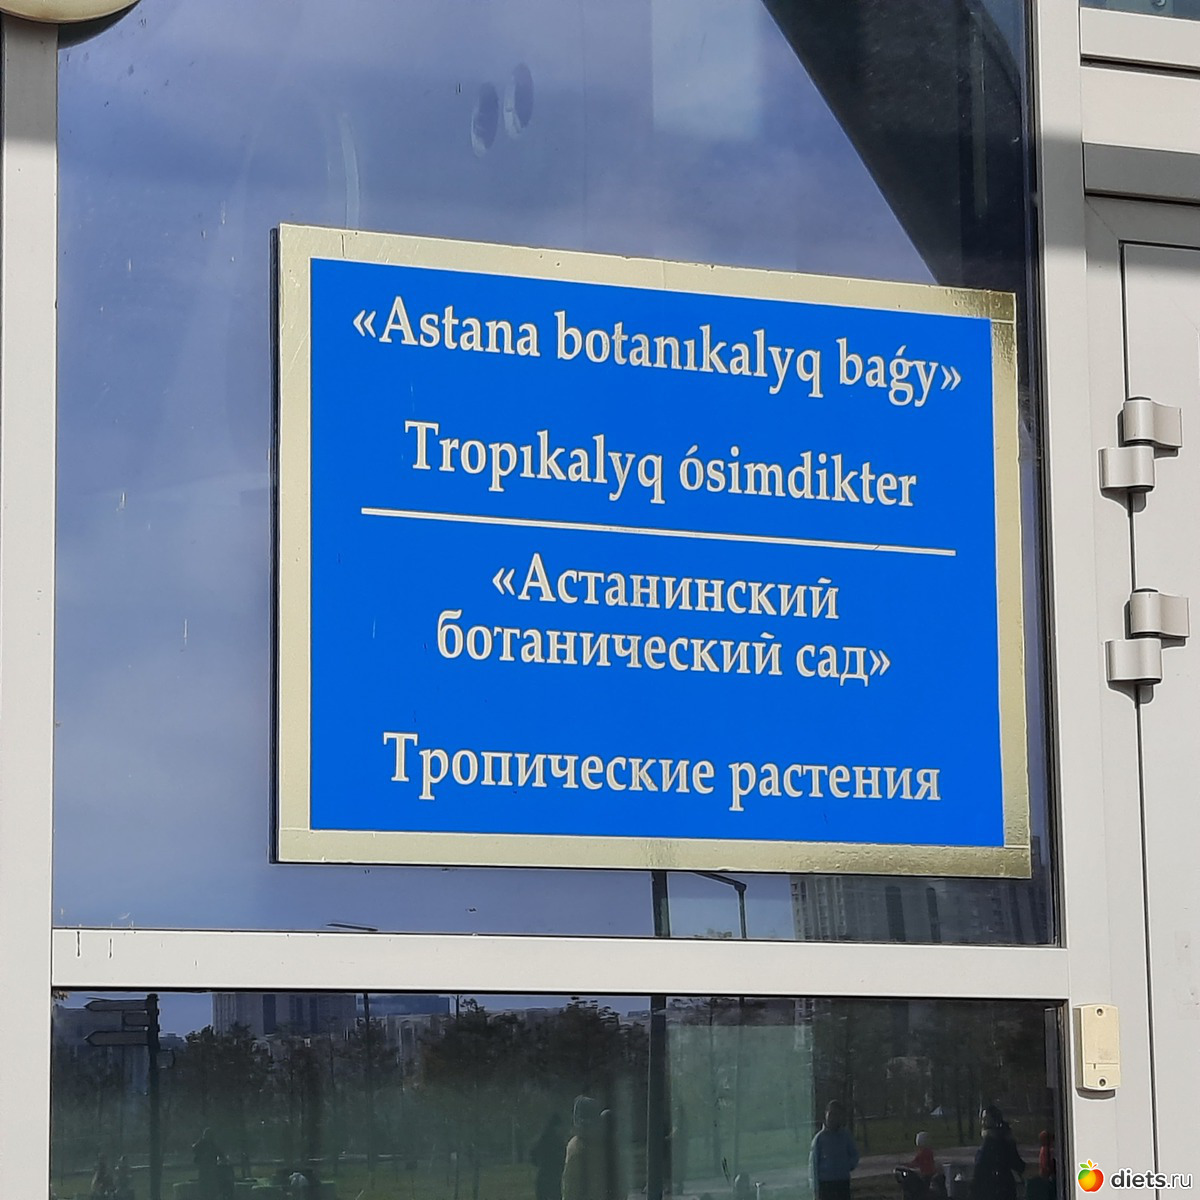 «Astana botanıkalyq baǵy»
Tropıkalyq ósimdikter
«Астанинский
ботанический сад»
Тропические растения
diets.ru